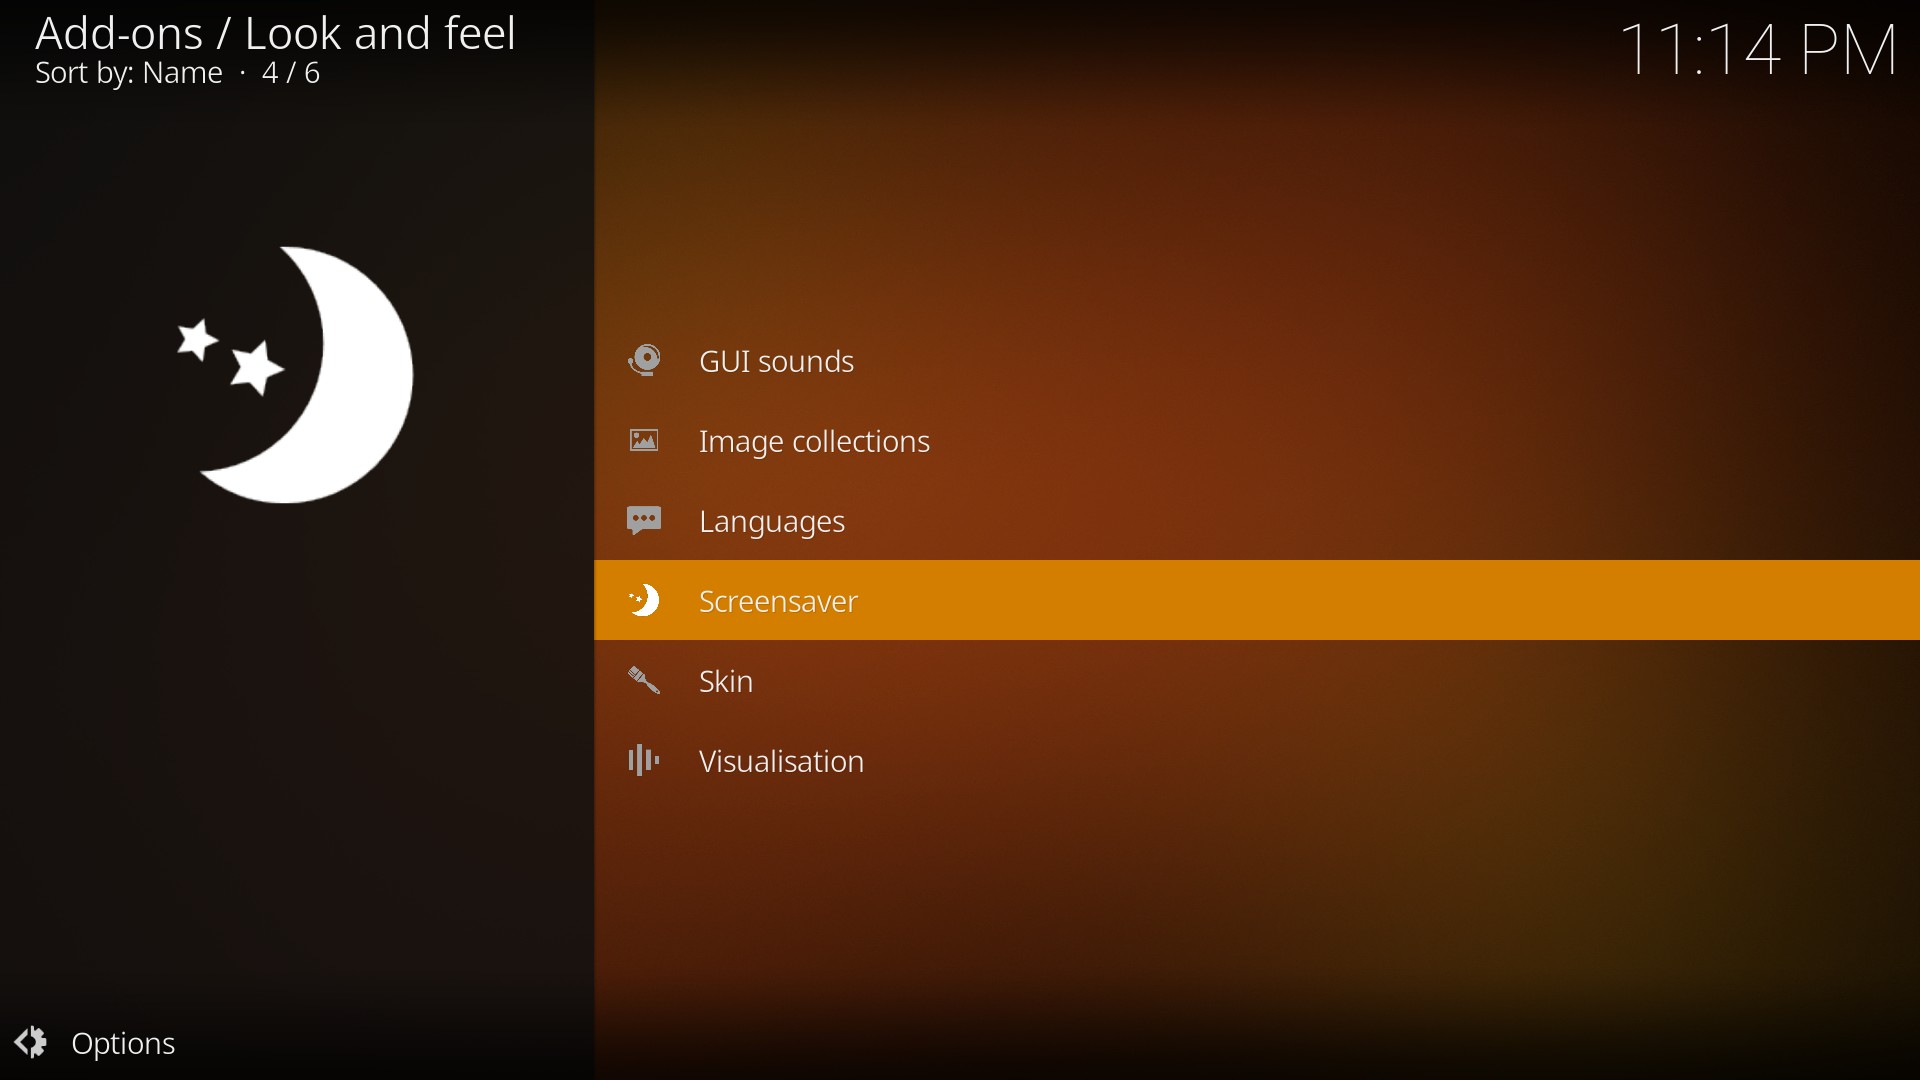 Add-ons / Look and feel
Sort by: Name · 4 / 6
11:14 PM
GUI sounds
Image collections
Languages
Screensaver
Skin
Visualisation
Options